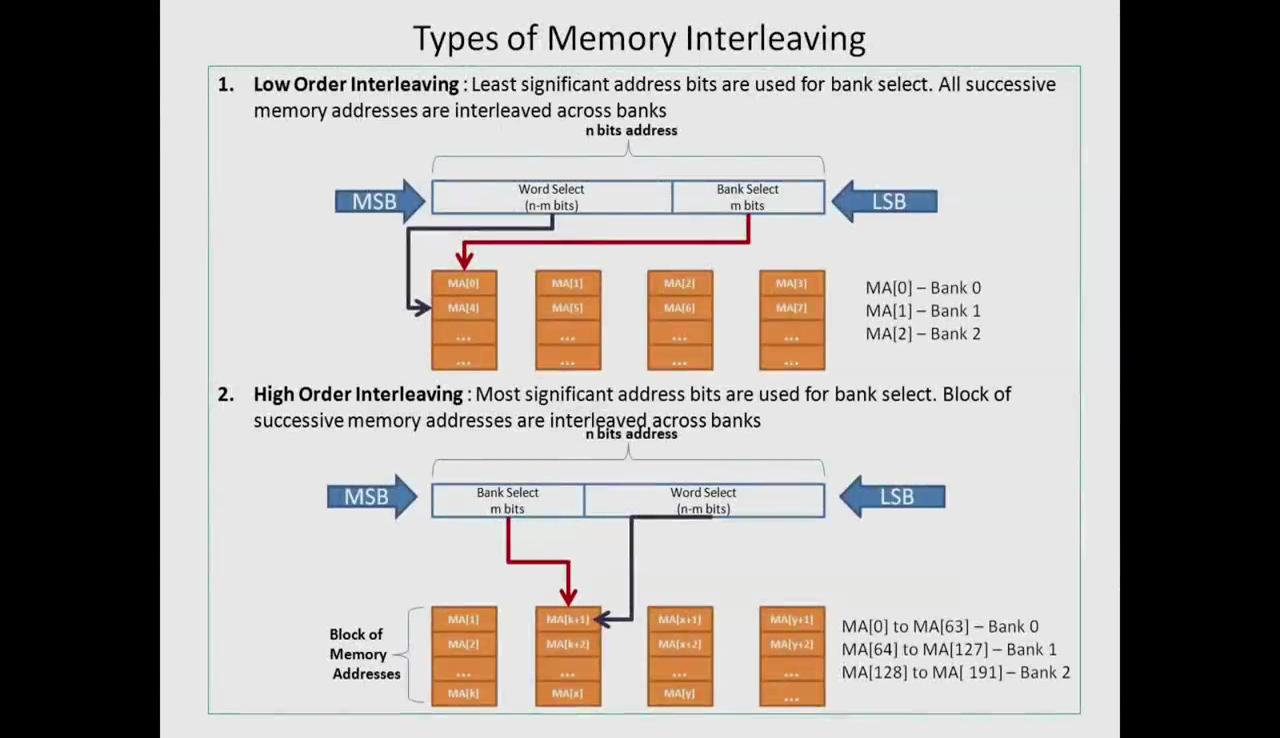 Types of Memory Interleaving
1. Low Order Interleaving : Least significant address bits are used for bank select. All successive
memory addresses are interleaved across banks
n bits address
MSB
Word Select
(n-m bits)
Bank Select
m bits
LSB
MA[0] MA[1] MA[2] MA[3]
MA[4] MA[5] MA[6] MA[7]
... ... ... ...
... ... ... ...
MA[0] – Bank 0
MA[1] – Bank 1
MA[2] – Bank 2
2. High Order Interleaving : Most significant address bits are used for bank select. Block of
successive memory addresses are interleaved across banks
n bits address
MSB
Bank Select
m bits
Word Select
(n-m bits)
LSB
Block of
Memory
Addresses
MA[1] MA[k+1] MA[x+1] MA[y+1]
MA[2] MA[k+2] MA[x+2] MA[y+2]
... ... ... ...
MA[k] MA[x] MA[y] ...
MA[0] to MA[63] – Bank 0
MA[64] to MA[127] – Bank 1
MA[128] to MA[ 191] – Bank 2